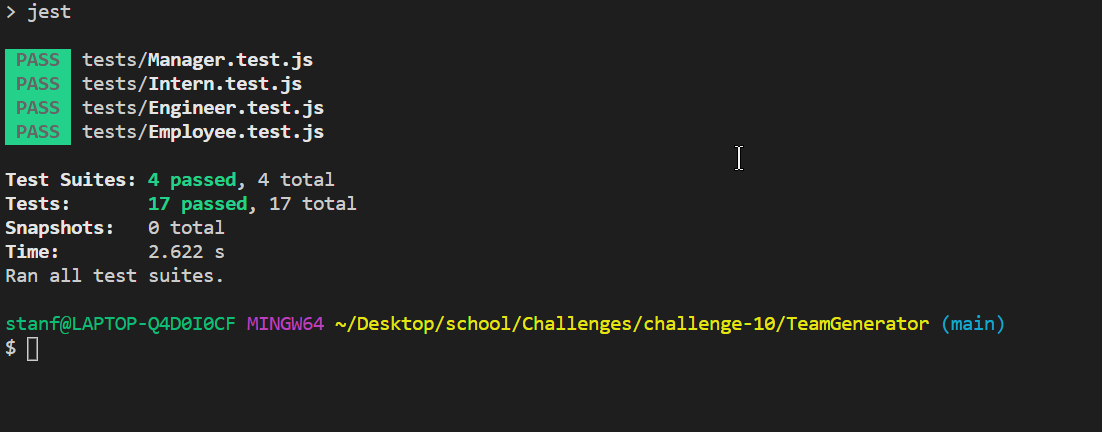 > jest
PASS tests/Manager.test.js
PASS tests/Intern.test.js
PASS tests/Engineer.test.js
PASS tests/Employee.test.js
Test Suites: 4 passed, 4 total
Tests: 17 passed, 17 total
Snapshots: 0 total
Time: 2.622 s
Ran all test suites.
stanf@LAPTOP-Q4D0I0CF MINGW64 ~/Desktop/school/Challenges/challenge-10/TeamGenerator (main)
$